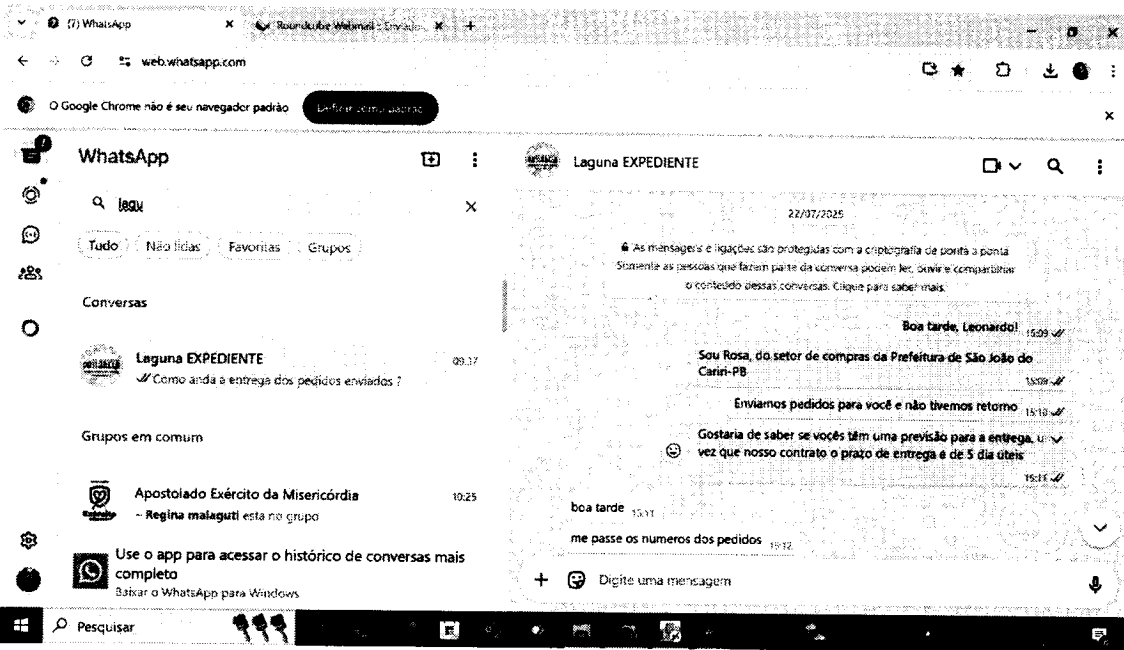 (7) WhatsApp
Roundcube Webmail
web.whatsapp.com
O Google Chrome não é seu navegador padrão
Definir como padrão
WhatsApp
Laguna EXPEDIENTE
lagu
Tudo
Não lidas
Favoritas
Grupos
22/07/2025
As mensagens e ligações são protegidas com a criptografia de ponta a ponta.
Somente as pessoas que fazem parte da conversa podem ler, ouvir e compartilhar
o conteúdo dessas conversas. Clique para saber mais.
Conversas
Laguna EXPEDIENTE
09:37
Como anda a entrega dos pedidos enviados ?
Boa tarde, Leonardo! 15:09
Sou Rosa, do setor de compras da Prefeitura de São João do
Cariri-PB
15:09
Enviamos pedidos para você e não tivemos retorno 15:10
Gostaria de saber se vocês têm uma previsão para a entrega, u
vez que nosso contrato o prazo de entrega é de 5 dia úteis
15:11
boa tarde 15:11
me passe os numeros dos pedidos 15:12
Grupos em comum
Apostolado Exército da Misericórdia
10:25
~ Regina malaguti está no grupo
Use o app para acessar o histórico de conversas mais
completo
Baixar o WhatsApp para Windows
Digite uma mensagem
Pesquisar